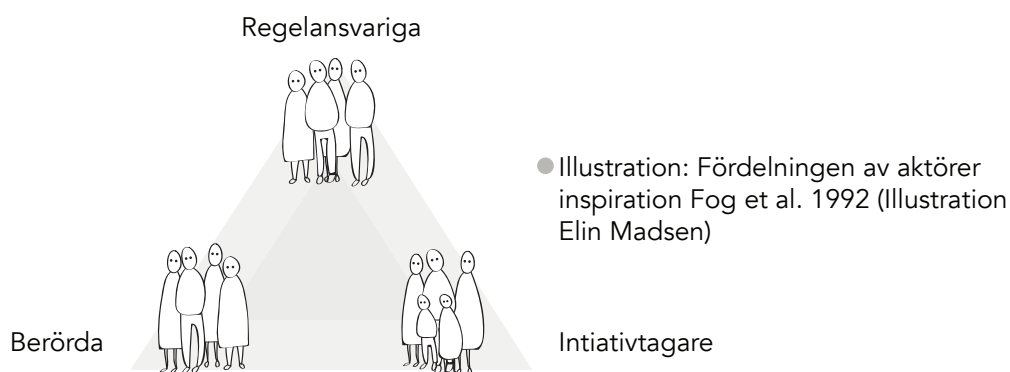 Regelansvariga
Illustration: Fördelningen av aktörer
inspiration Fog et al. 1992 (Illustration
Elin Madsen)
Berörda
Intiativtagare